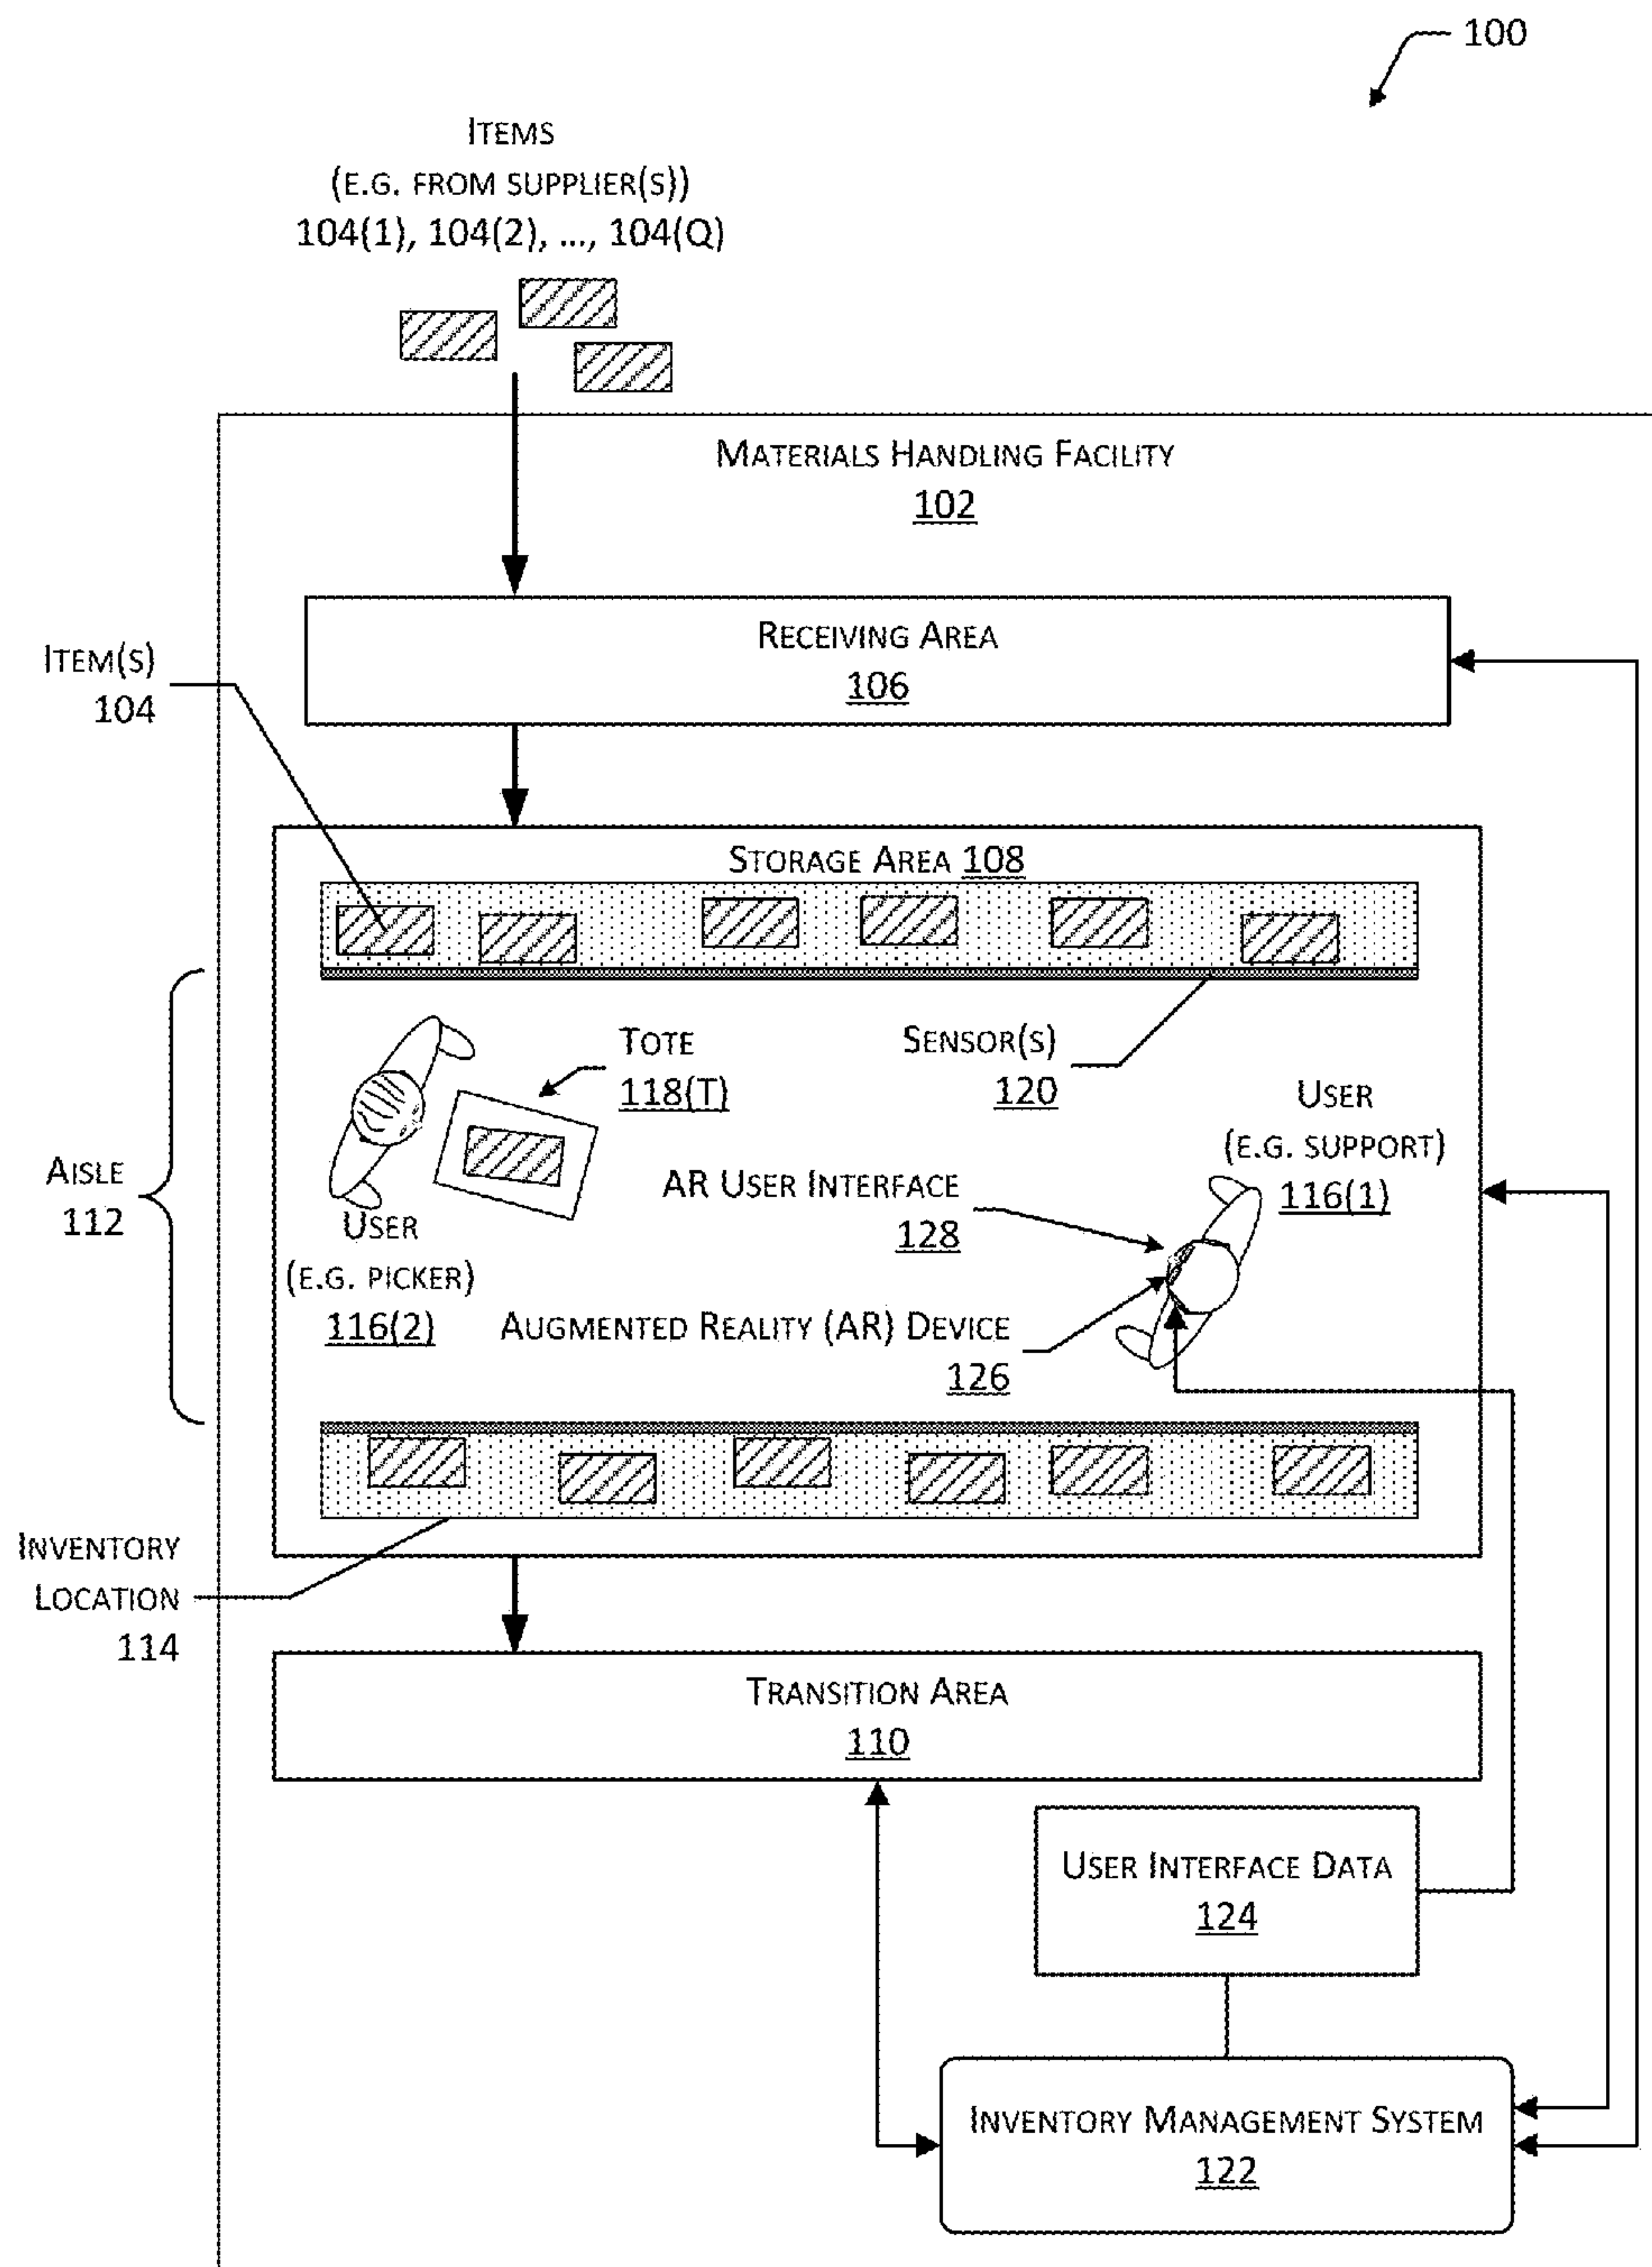 100
ITEMS
(E.G. FROM SUPPLIER(S))
104(1), 104(2), ..., 104(Q)
MATERIALS HANDLING FACILITY
102
RECEIVING AREA
106
ITEM(S)
104
STORAGE AREA 108
TOTE
118(T)
SENSOR(S)
120
USER
(E.G. SUPPORT)
116(1)
AISLE
112
AR USER INTERFACE
128
USER
(E.G. PICKER)
116(2)
AUGMENTED REALITY (AR) DEVICE
126
INVENTORY
LOCATION
114
TRANSITION AREA
110
USER INTERFACE DATA
124
INVENTORY MANAGEMENT SYSTEM
122